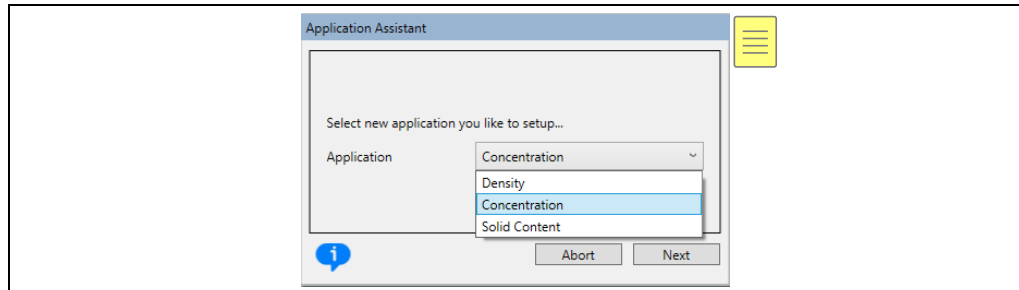 Application Assistant
Select new application you like to setup...
Application Concentration
Density
Concentration
Solid Content
Abort Next